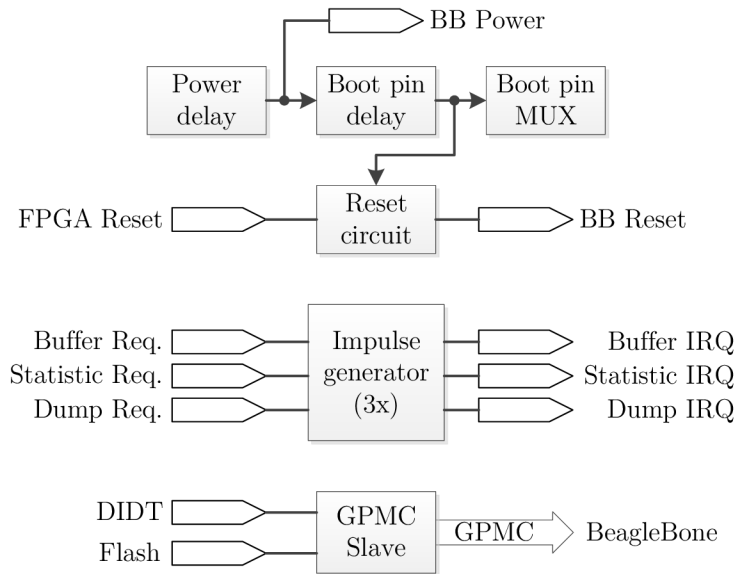 BB Power
Power
delay
Boot pin
delay
Boot pin
MUX
FPGA Reset
Reset
circuit
BB Reset
Buffer Req.
Statistic Req.
Dump Req.
Impulse
generator
(3x)
Buffer IRQ
Statistic IRQ
Dump IRQ
DIDT
Flash
GPMC
Slave
GPMC
BeagleBone